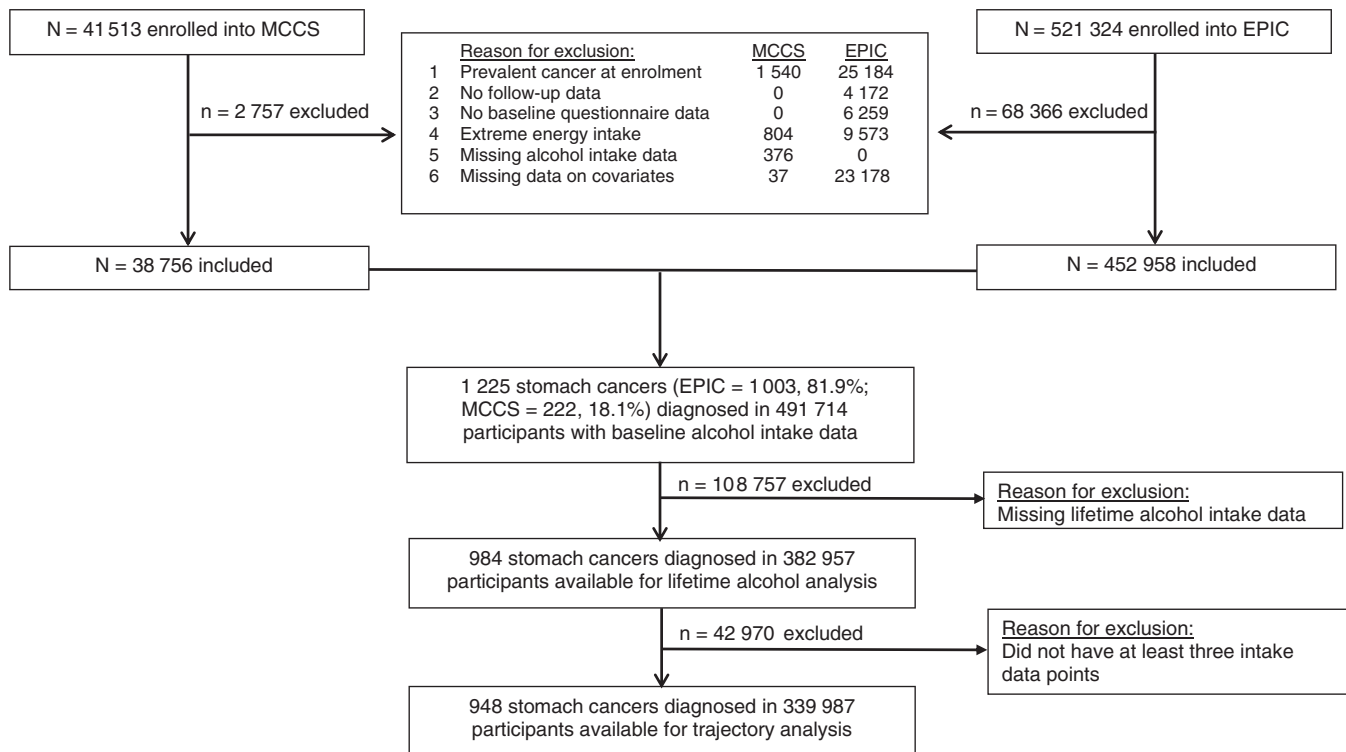 N = 41 513 enrolled into MCCS
N = 521 324 enrolled into EPIC
Reason for exclusion: MCCS EPIC
1 Prevalent cancer at enrolment 1 540 25 184
2 No follow-up data 0 4 172
3 No baseline questionnaire data 0 6 259
4 Extreme energy intake 804 9 573
5 Missing alcohol intake data 376 0
6 Missing data on covariates 37 23 178
n = 2 757 excluded
n = 68 366 excluded
N = 38 756 included
N = 452 958 included
1 225 stomach cancers (EPIC = 1 003, 81.9%;
MCCS = 222, 18.1%) diagnosed in 491 714
participants with baseline alcohol intake data
n = 108 757 excluded
Reason for exclusion:
Missing lifetime alcohol intake data
984 stomach cancers diagnosed in 382 957
participants available for lifetime alcohol analysis
n = 42 970 excluded
Reason for exclusion:
Did not have at least three intake
data points
948 stomach cancers diagnosed in 339 987
participants available for trajectory analysis